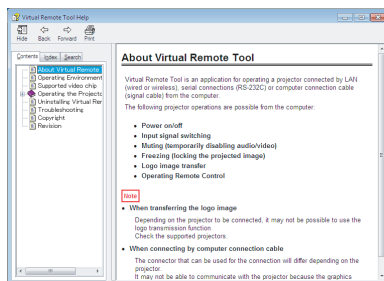 Virtual Remote Tool Help
Hide Back Forward Print
Contents Index Search
About Virtual Remote
Operating Environment
Supported video chip
Operating the Projecto
Uninstalling Virtual Rer
Troubleshooting
Copyright
Revision
About Virtual Remote Tool
Virtual Remote Tool is an application for operating a projector connected by LAN
(wired or wireless), serial connections (RS-232C) or computer connection cable
(signal cable) from the computer.
The following projector operations are possible from the computer:
• Power on/off
• Input signal switching
• Muting (temporarily disabling audio/video)
• Freezing (locking the projected image)
• Logo image transfer
• Operating Remote Control
Note
• When transferring the logo image
Depending on the projector to be connected, it may not be possible to use the
logo transmission function.
Check the supported projectors.
• When connecting by computer connection cable
The connector that can be used for the connection will differ depending on the
projector.
It may not be able to communicate with the projector because the graphics